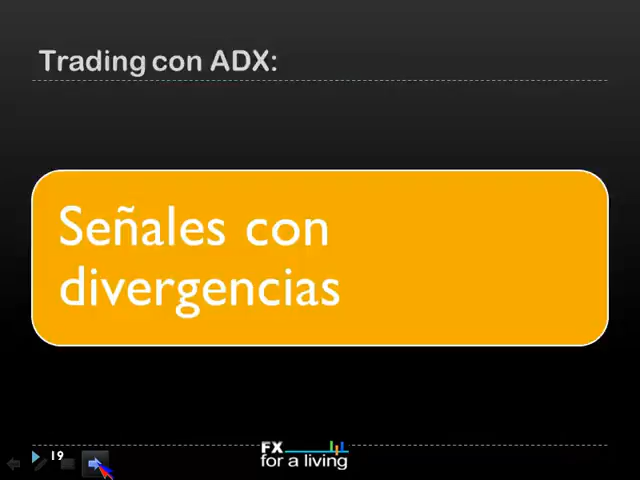 Trading con ADX:
Señales con
divergencias
19
FX
for a living